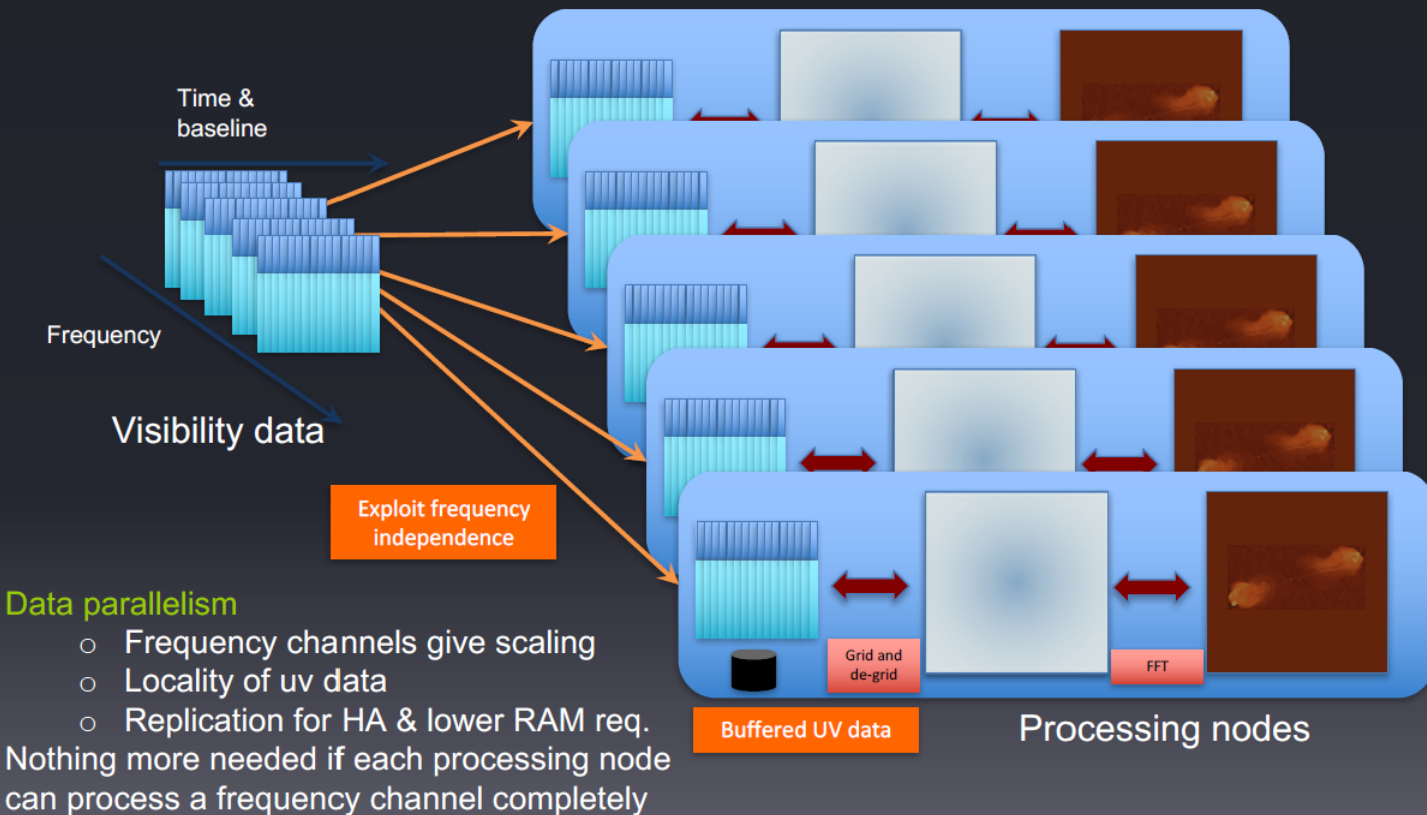 Time &
baseline
Frequency
Visibility data
Exploit frequency
independence
Data parallelism
o Frequency channels give scaling
o Locality of uv data
o Replication for HA & lower RAM req.
Nothing more needed if each processing node
can process a frequency channel completely
Grid and
de-grid
FFT
Buffered UV data
Processing nodes